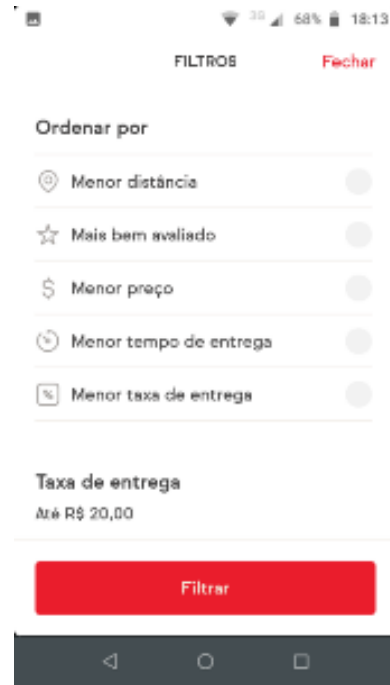 3G 68% 18:13
FILTROS Fechar
Ordenar por
Menor distância
Mais bem avaliado
$ Menor preço
Menor tempo de entrega
% Menor taxa de entrega
Taxa de entrega
Até R$ 20,00
Filtrar